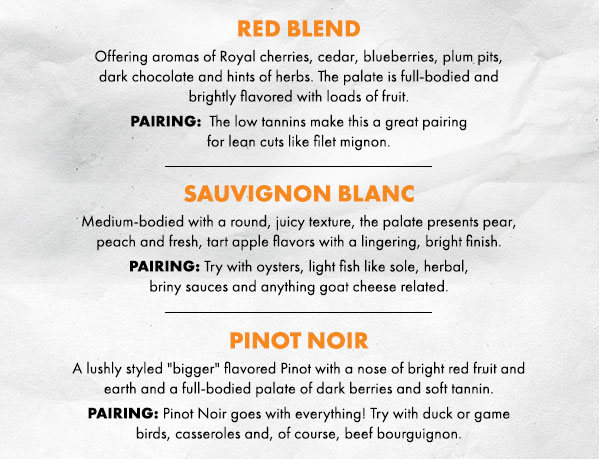 RED BLEND
Offering aromas of Royal cherries, cedar, blueberries, plum pits,
dark chocolate and hints of herbs. The palate is full-bodied and
brightly flavored with loads of fruit.
PAIRING: The low tannins make this a great pairing
for lean cuts like filet mignon.
SAUVIGNON BLANC
Medium-bodied with a round, juicy texture, the palate presents pear,
peach and fresh, tart apple flavors with a lingering, bright finish.
PAIRING: Try with oysters, light fish like sole, herbal,
briny sauces and anything goat cheese related.
PINOT NOIR
A lushly styled "bigger" flavored Pinot with a nose of bright red fruit and
earth and a full-bodied palate of dark berries and soft tannin.
PAIRING: Pinot Noir goes with everything! Try with duck or game
birds, casseroles and, of course, beef bourguignon.